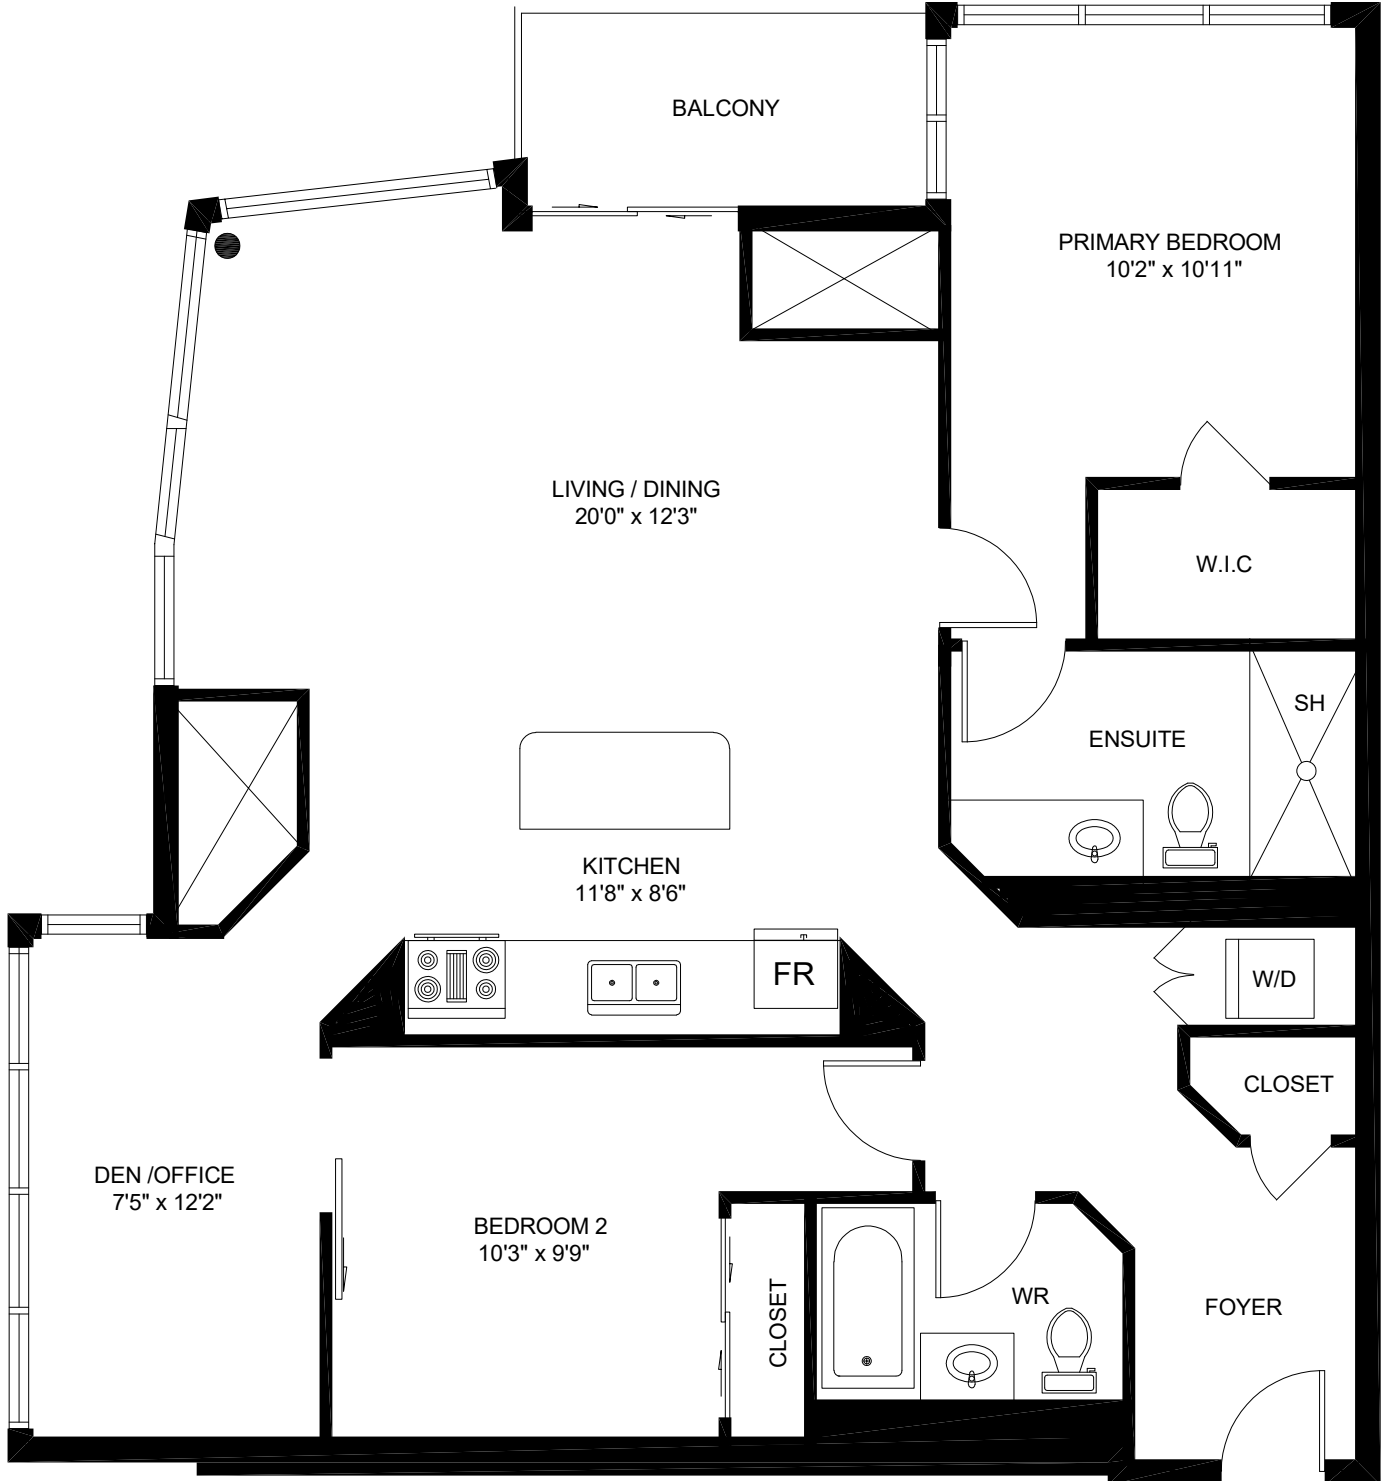 BALCONY
PRIMARY BEDROOM
10'2" x 10'11"
LIVING / DINING
20'0" x 12'3"
W.I.C
SH
ENSUITE
KITCHEN
11'8" x 8'6"
FR
W/D
CLOSET
DEN /OFFICE
7'5" x 12'2"
BEDROOM 2
10'3" x 9'9"
CLOSET
WR
FOYER